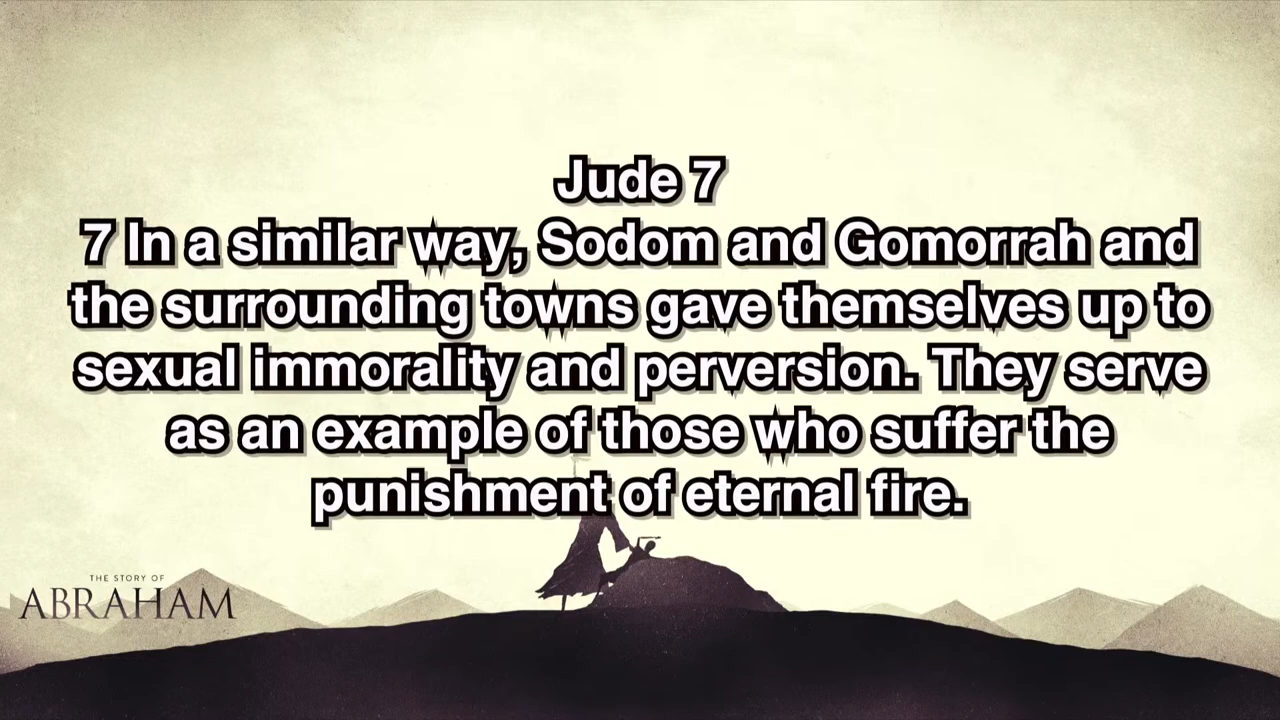 Jude 7
7 In a similar way, Sodom and Gomorrah and
the surrounding towns gave themselves up to
sexual immorality and perversion. They serve
as an example of those who suffer the
punishment of eternal fire.
THE STORY OF
ABRAHAM